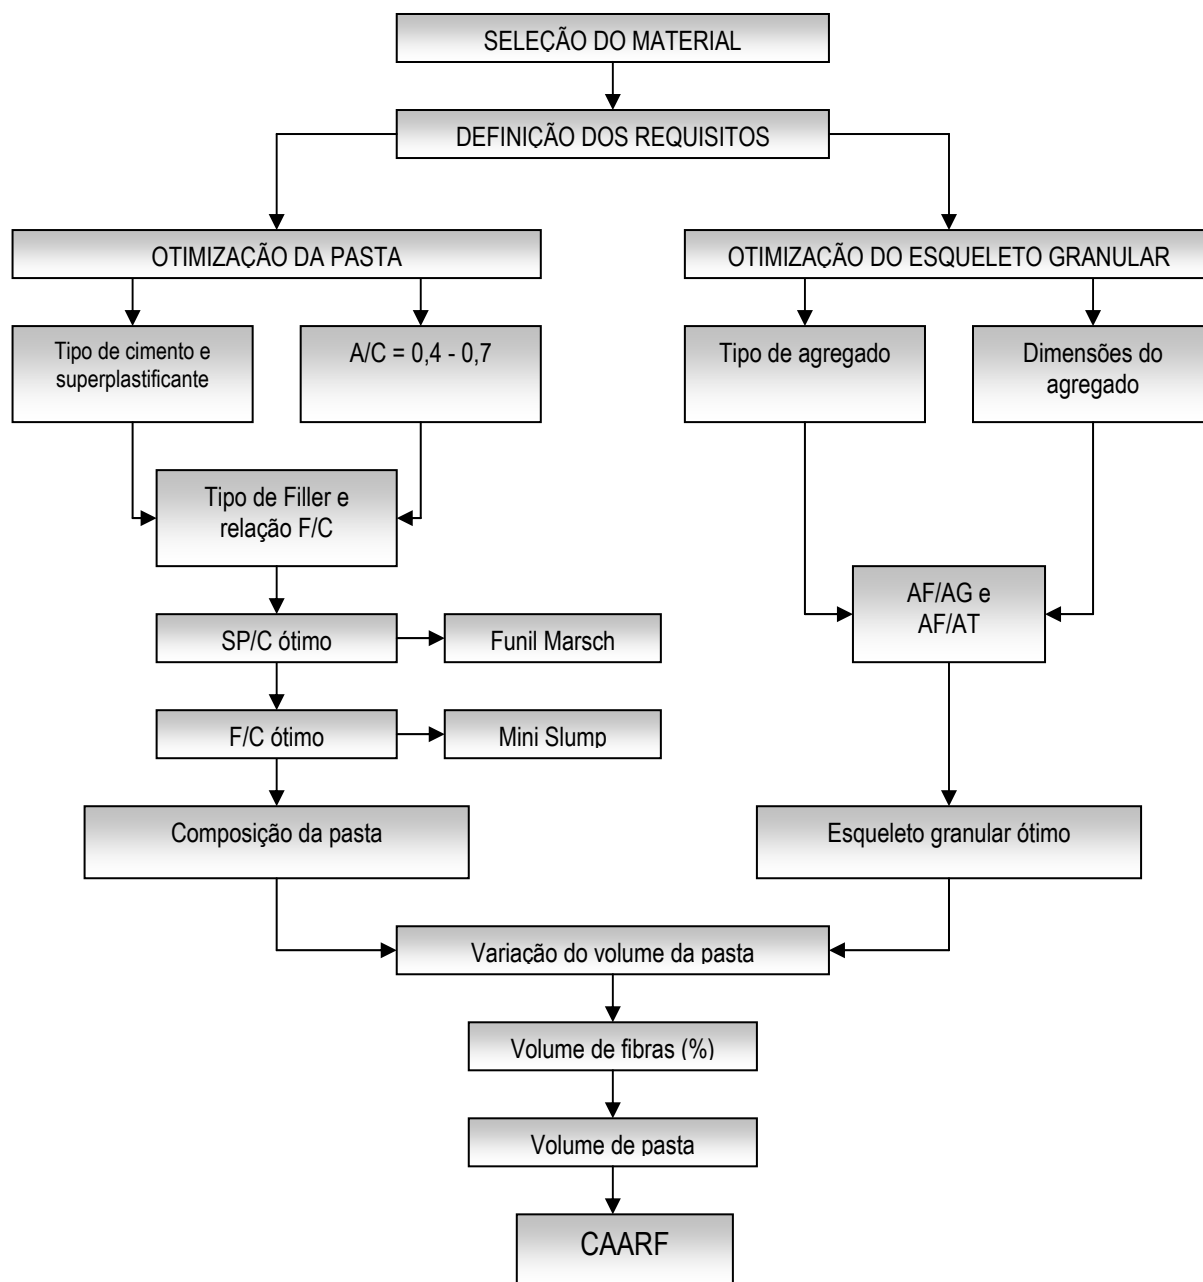 SELEÇÃO DO MATERIAL
DEFINIÇÃO DOS REQUISITOS
OTIMIZAÇÃO DA PASTA
OTIMIZAÇÃO DO ESQUELETO GRANULAR
Tipo de cimento e
superplastificante
A/C = 0,4 - 0,7
Tipo de agregado
Dimensões do
agregado
Tipo de Filler e
relação F/C
AF/AG e
AF/AT
SP/C ótimo
Funil Marsch
F/C ótimo
Mini Slump
Composição da pasta
Esqueleto granular ótimo
Variação do volume da pasta
Volume de fibras (%)
Volume de pasta
CAARF